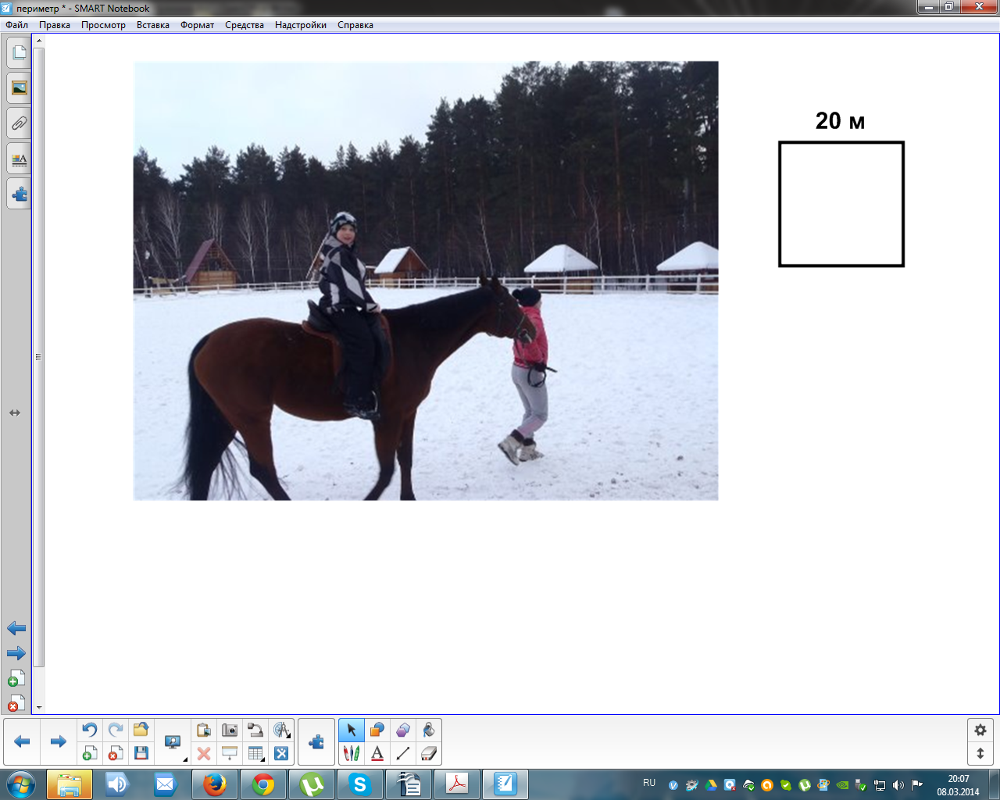 периметр * - SMART Notebook
Файл Правка Просмотр Вставка Формат Средства Надстройки Справка
20 м
RU
20:07
08.03.2014